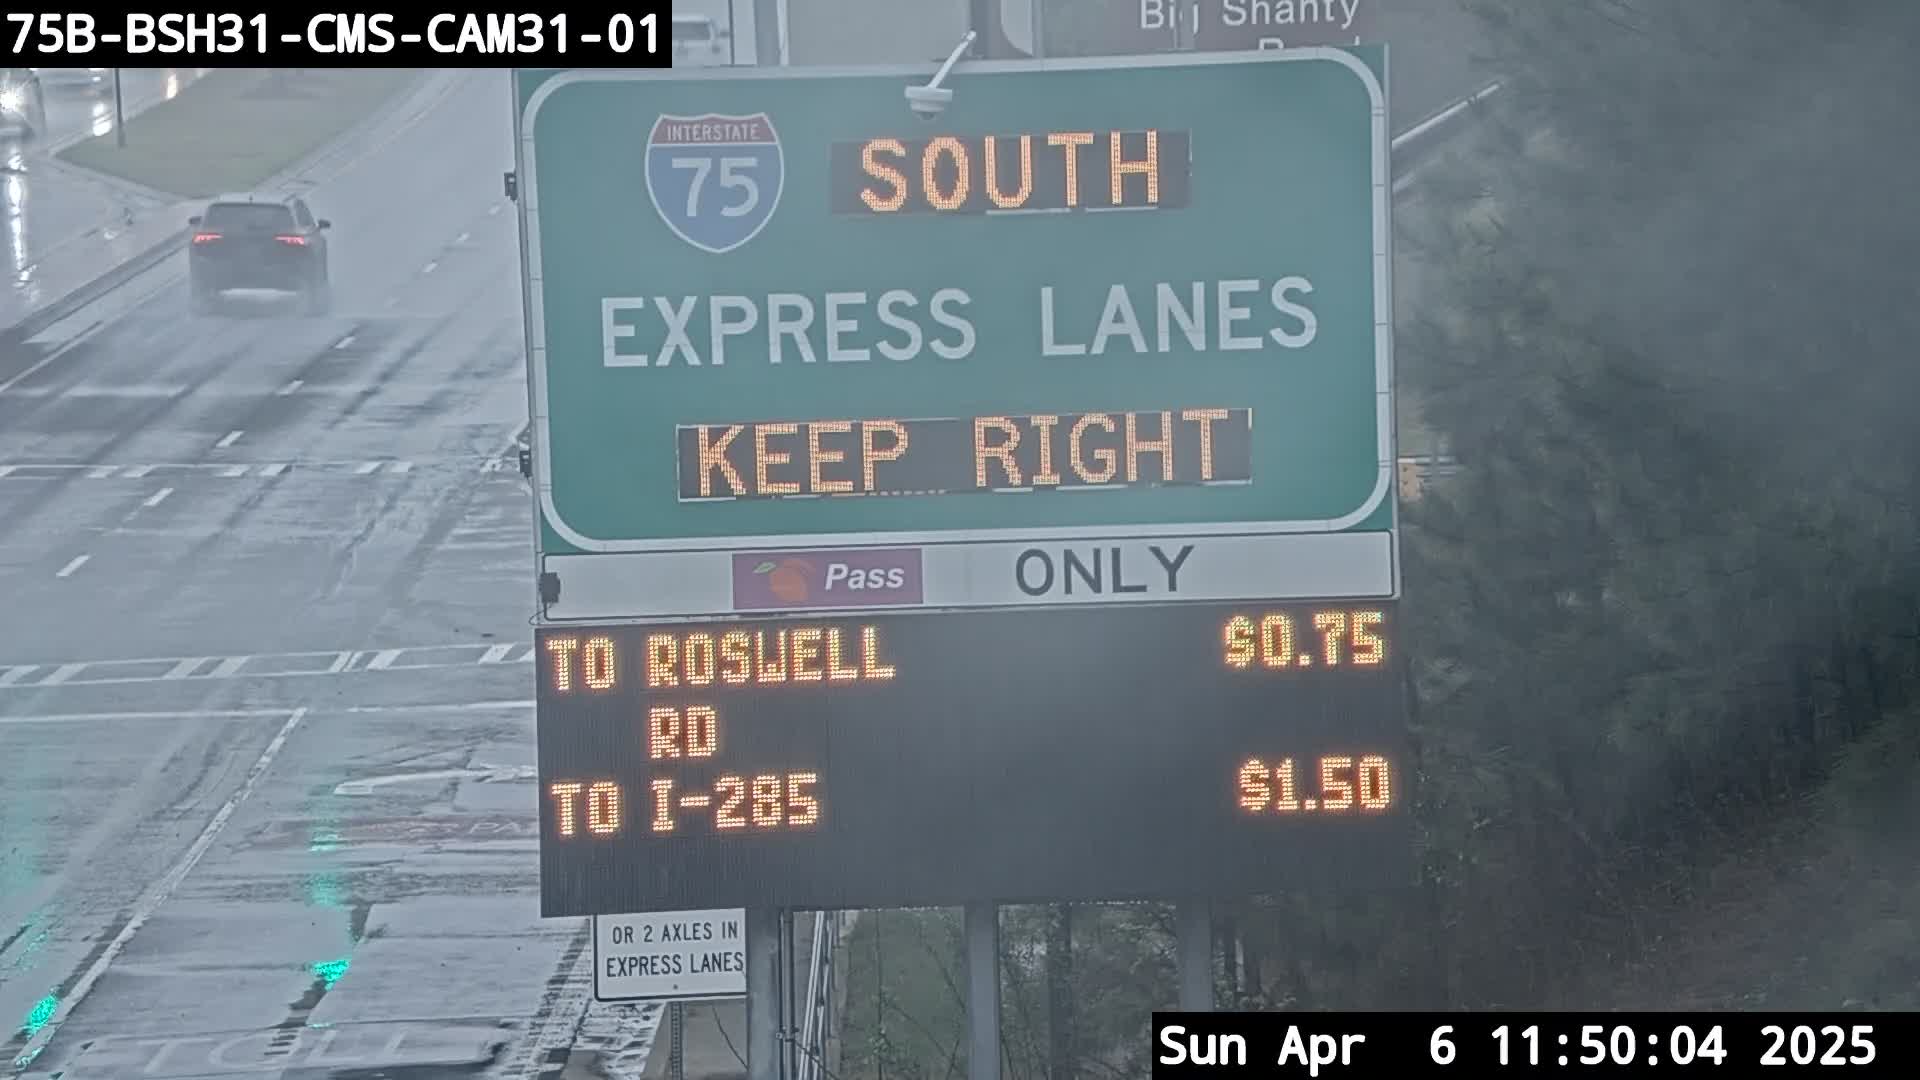 75B-BSH31-CMS-CAM31-01
Big Shanty
INTERSTATE
75
SOUTH
EXPRESS LANES
KEEP RIGHT
Pass ONLY
TO ROSWELL $0.75
RD
TO I-285 $1.50
OR 2 AXLES IN
EXPRESS LANES
Sun Apr 6 11:50:04 2025